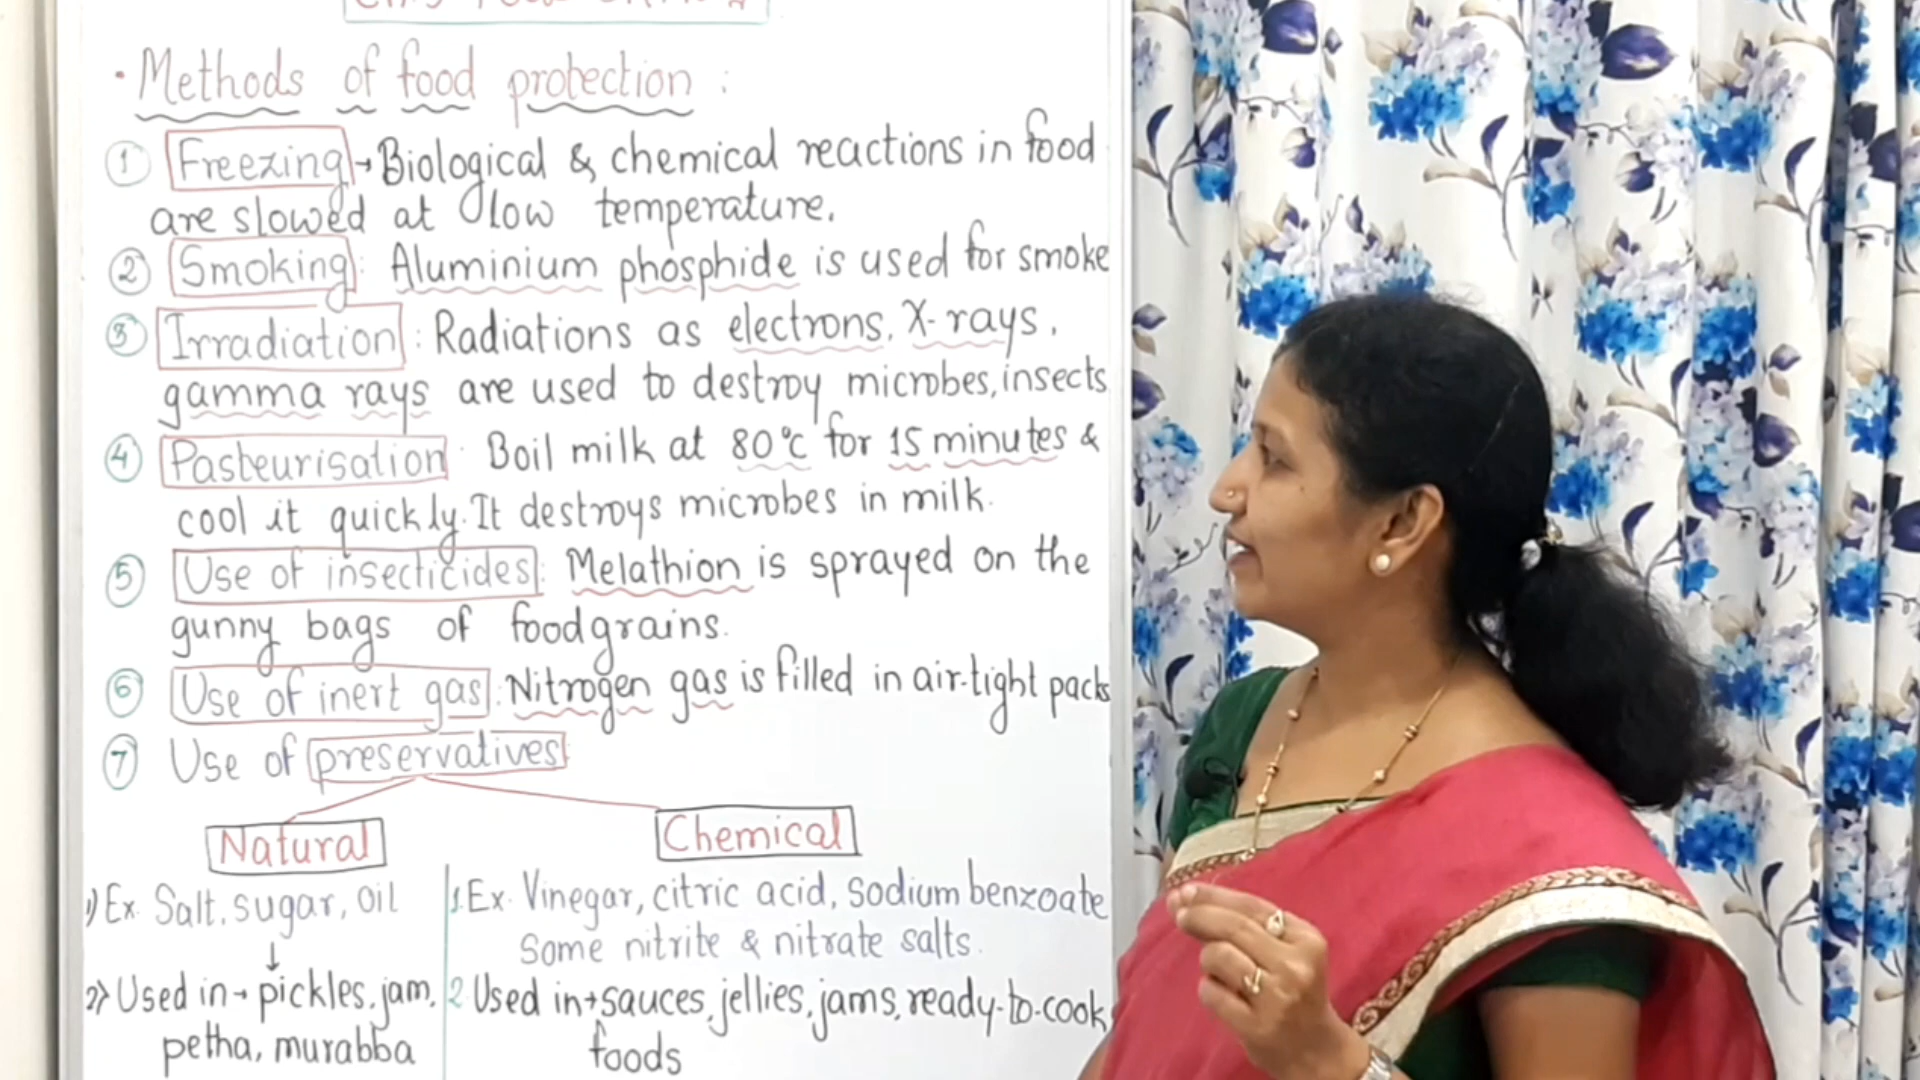 • Methods of food protection :
1 Freezing → Biological & chemical reactions in food
are slowed at low temperature.
2 Smoking : Aluminium phosphide is used for smoke
3 Irradiation : Radiations as electrons, X-rays,
gamma rays are used to destroy microbes, insects
4 Pasteurisation : Boil milk at 80°c for 15 minutes &
cool it quickly. It destroys microbes in milk.
5 Use of insecticides : Melathion is sprayed on the
gunny bags of foodgrains.
6 Use of inert gas : Nitrogen gas is filled in air-tight packs
7 Use of preservatives
Natural
Chemical
1) Ex. Salt, sugar, oil
↓
2) Used in → pickles, jam,
petha, murabba
1. Ex. Vinegar, citric acid, Sodium benzoate
Some nitrite & nitrate salts.
2. Used in → sauces, jellies, jams, ready-to-cook
foods